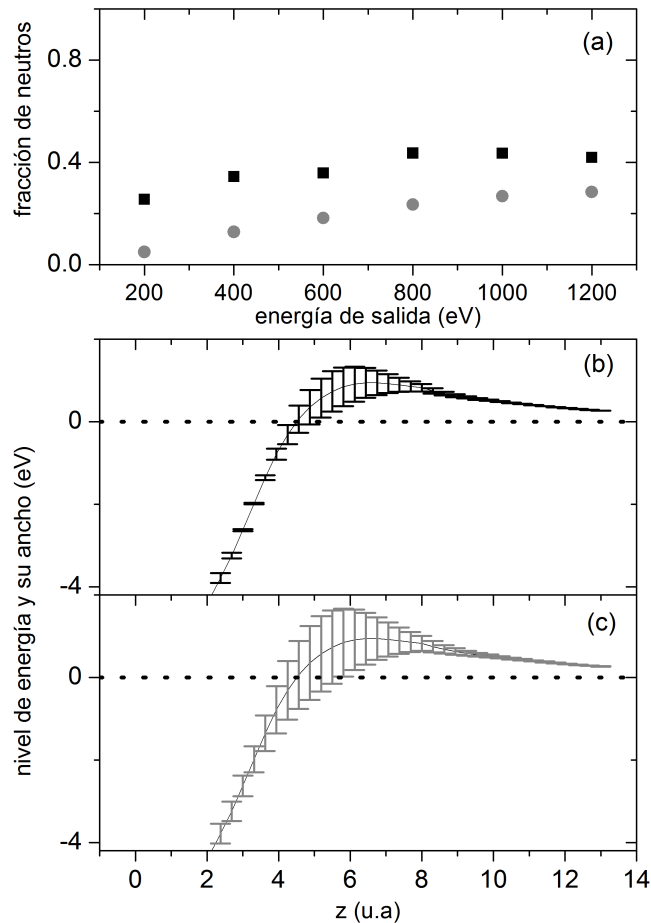 (a)
fracción de neutros
0.8
0.4
0.0
200 400 600 800 1000 1200
energía de salida (eV)
(b)
nivel de energía y su ancho (eV)
0
-4
(c)
0
-4
0 2 4 6 8 10 12 14
z (u.a)